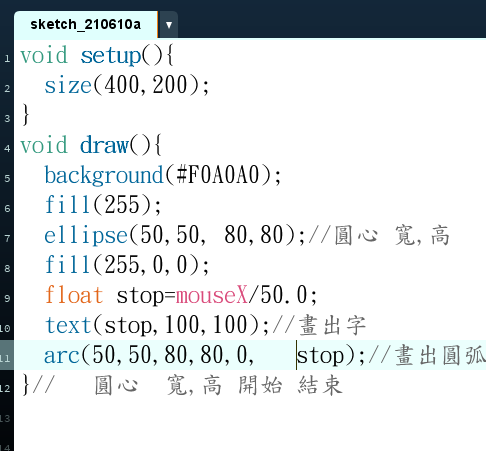 sketch_210610a ▼
1 void setup(){
2 size(400,200);
3 }
4 void draw(){
5 background(#F0A0A0);
6 fill(255);
7 ellipse(50,50, 80,80);//圓心 寬,高
8 fill(255,0,0);
9 float stop=mouseX/50.0;
10 text(stop,100,100);//畫出字
11 arc(50,50,80,80,0, stop);//畫出圓弧
12 }// 圓心 寬,高 開始 結束
13
14